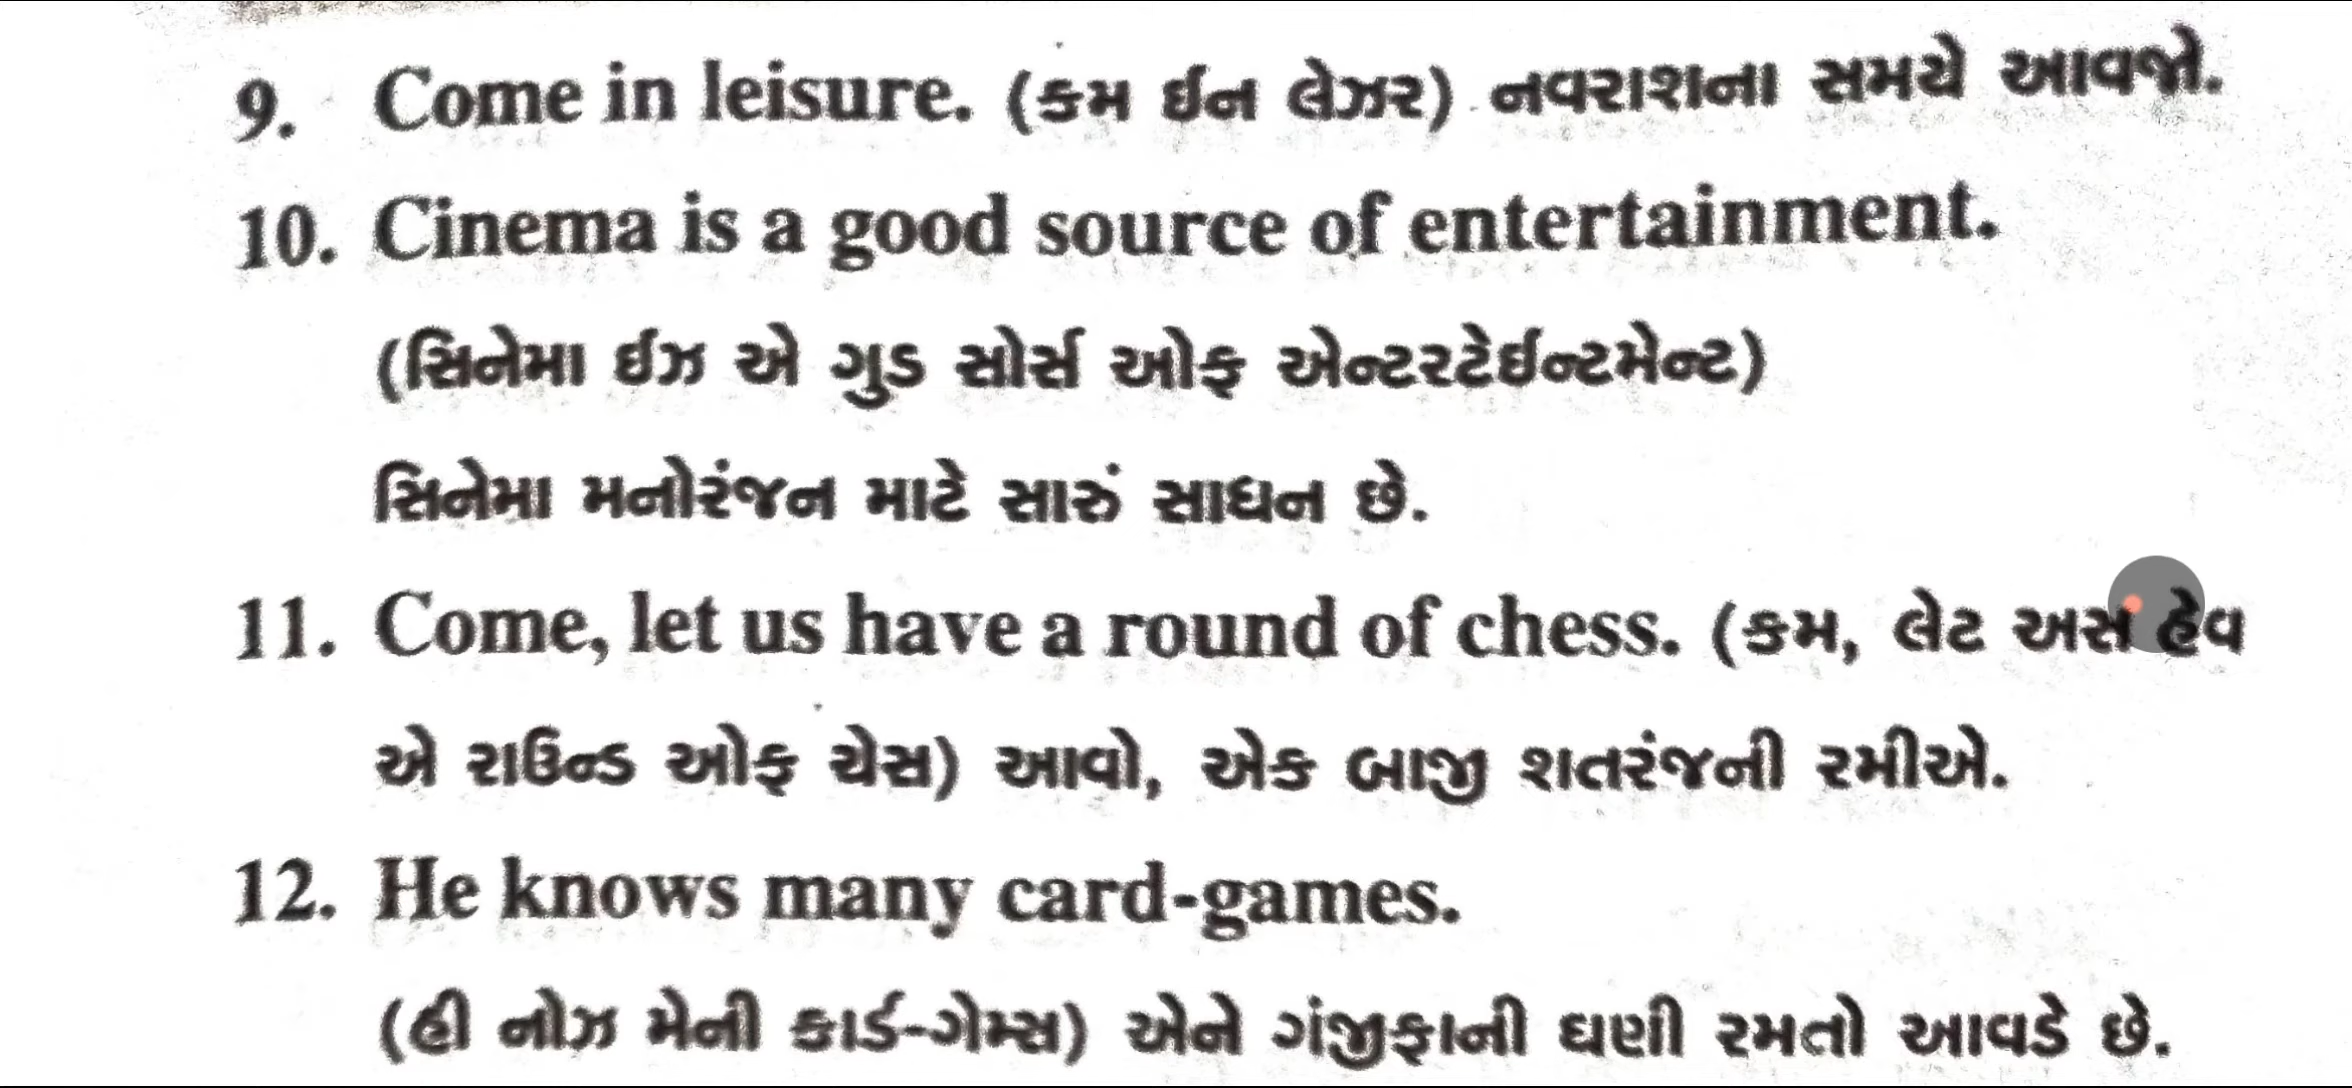 9. Come in leisure. (કમ ઈન લેઝર) નવરાશના સમયે આવજો.
10. Cinema is a good source of entertainment.
(સિનેમા ઈઝ એ ગુડ સોર્સ ઓફ એન્ટરટેઈન્ટમેન્ટ)
સિનેમા મનોરંજન માટે સારું સાધન છે.
11. Come, let us have a round of chess. (કમ, લેટ અસ હેવ
એ રાઉન્ડ ઓફ ચેસ) આવો, એક બાજી શતરંજની રમીએ.
12. He knows many card-games.
(હી નોઝ મેની કાર્ડ-ગેમ્સ) એને ગંજીફાની ઘણી રમતો આવડે છે.